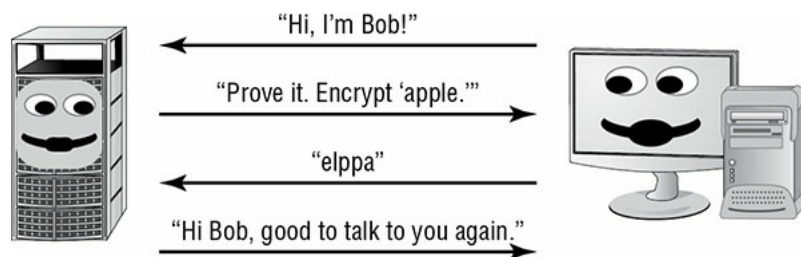 “Hi, I’m Bob!”
“Prove it. Encrypt ‘apple.’”
“elppa”
“Hi Bob, good to talk to you again.”